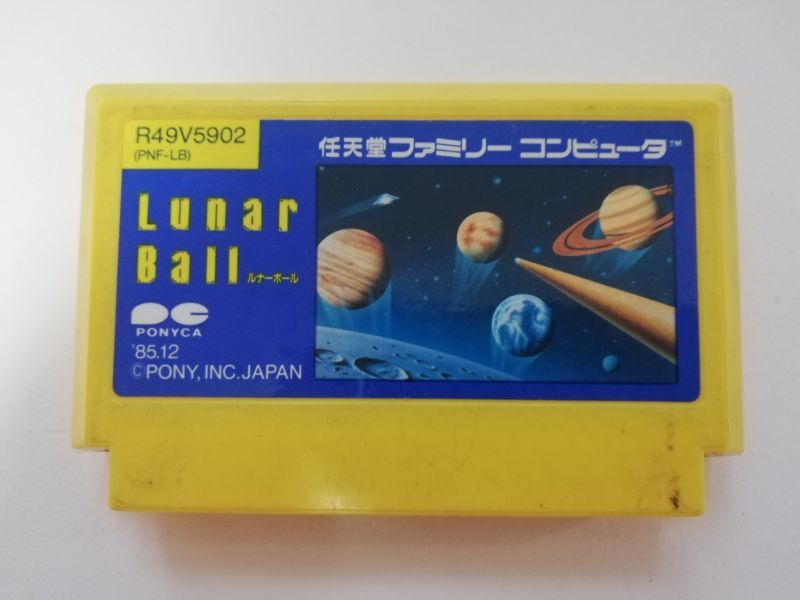 R49V5902
(PNF-LB)
任天堂 ファミリー コンピュータ™
Lunar
Ball ルナーボール
PONYCA
'85.12
©PONY, INC. JAPAN